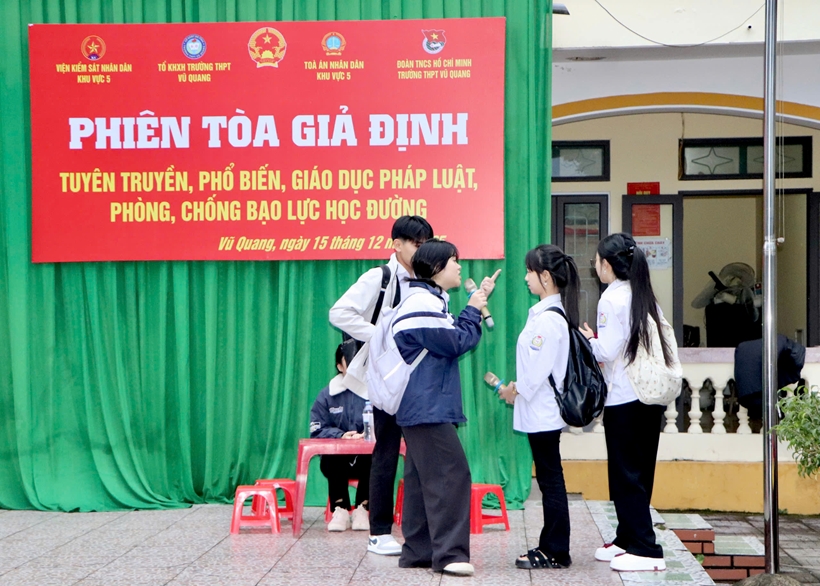 VIỆN KIỂM SÁT NHÂN DÂN
KHU VỰC 5
TỔ KHXH TRƯỜNG THPT
VŨ QUANG
TOÀ ÁN NHÂN DÂN
KHU VỰC 5
ĐOÀN TNCS HỒ CHÍ MINH
TRƯỜNG THPT VŨ QUANG
PHIÊN TÒA GIẢ ĐỊNH
TUYÊN TRUYỀN, PHỔ BIẾN, GIÁO DỤC PHÁP LUẬT,
PHÒNG, CHỐNG BẠO LỰC HỌC ĐƯỜNG
Vũ Quang, ngày 15 tháng 12